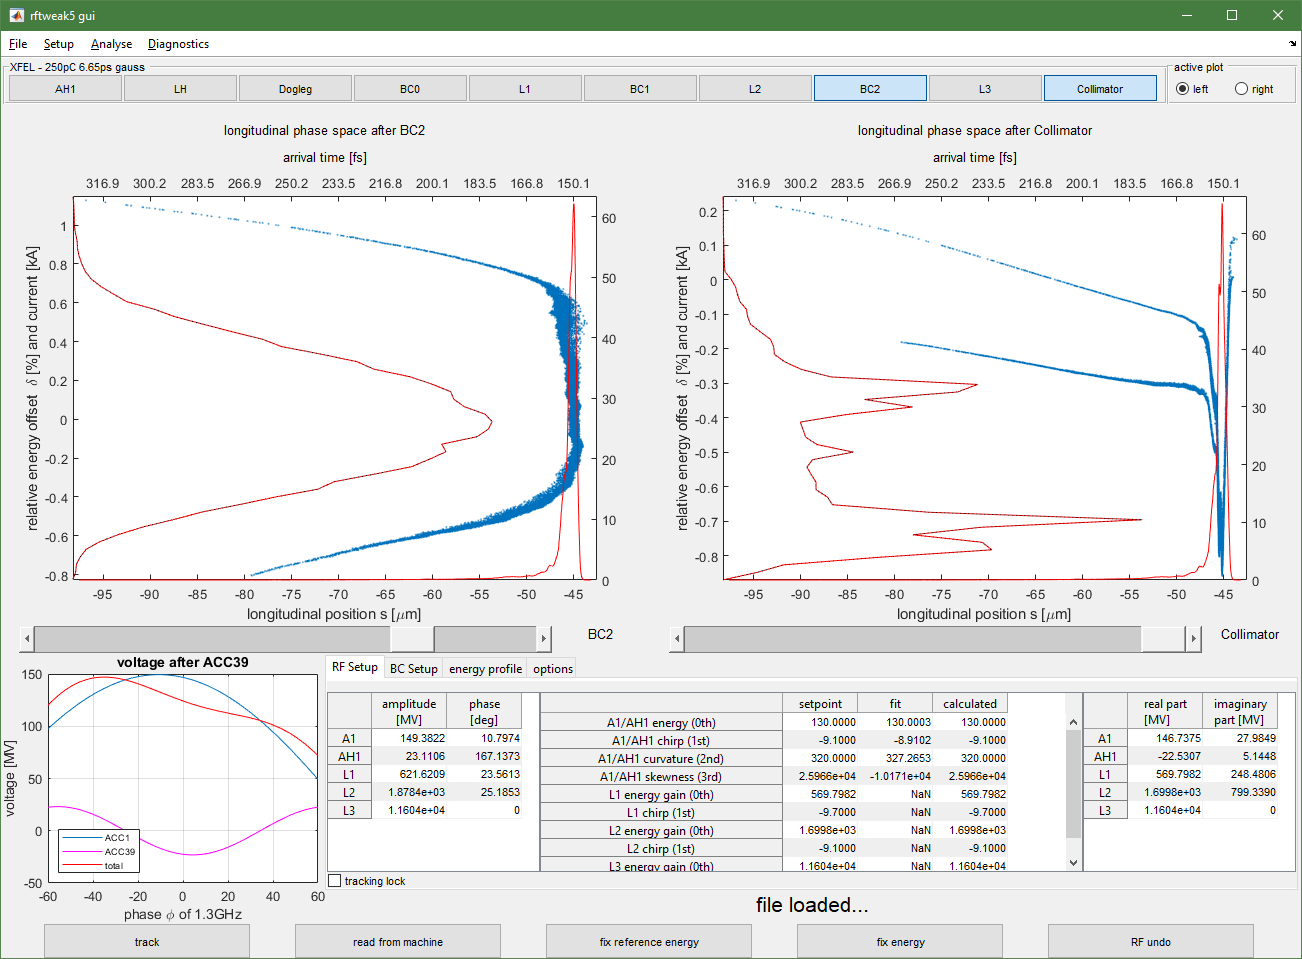 rftweak5 gui
File Setup Analyse Diagnostics
XFEL - 250pC 6.65ps gauss
AH1 LH Dogleg BC0 L1 BC1 L2 BC2 L3 Collimator
active plot
left right
longitudinal phase space after BC2
arrival time [fs]
316.9 300.2 283.5 266.9 250.2 233.5 216.8 200.1 183.5 166.8 150.1
relative energy offset δ [%] and current [kA]
1
0.8
0.6
0.4
0.2
0
-0.2
-0.4
-0.6
-0.8
60
50
40
30
20
10
0
-95 -90 -85 -80 -75 -70 -65 -60 -55 -50 -45
longitudinal position s [μm]
BC2
longitudinal phase space after Collimator
arrival time [fs]
316.9 300.2 283.5 266.9 250.2 233.5 216.8 200.1 183.5 166.8 150.1
relative energy offset δ [%] and current [kA]
0.2
0.1
0
-0.1
-0.2
-0.3
-0.4
-0.5
-0.6
-0.7
-0.8
60
50
40
30
20
10
0
-95 -90 -85 -80 -75 -70 -65 -60 -55 -50 -45
longitudinal position s [μm]
Collimator
voltage after ACC39
voltage [MV]
150
100
50
0
-50
ACC1
ACC39
total
-60 -40 -20 0 20 40 60
phase ϕ of 1.3GHz
RF Setup BC Setup energy profile options
amplitude [MV] phase [deg]
A1 149.3822 10.7974
AH1 23.1106 167.1373
L1 621.6209 23.5613
L2 1.8784e+03 25.1853
L3 1.1604e+04 0
setpoint fit calculated
A1/AH1 energy (0th) 130.0000 130.0003 130.0000
A1/AH1 chirp (1st) -9.1000 -8.9102 -9.1000
A1/AH1 curvature (2nd) 320.0000 327.2653 320.0000
A1/AH1 skewness (3rd) 2.5966e+04 -1.0171e+04 2.5966e+04
L1 energy gain (0th) 569.7982 NaN 569.7982
L1 chirp (1st) -9.7000 NaN -9.7000
L2 energy gain (0th) 1.6998e+03 NaN 1.6998e+03
L2 chirp (1st) -9.1000 NaN -9.1000
L3 energy gain (0th) 1.1604e+04 NaN 1.1604e+04
real part [MV] imaginary part [MV]
A1 146.7375 27.9849
AH1 -22.5307 5.1448
L1 569.7982 248.4806
L2 1.6998e+03 799.3390
L3 1.1604e+04 0
tracking lock
file loaded...
track read from machine fix reference energy fix energy RF undo